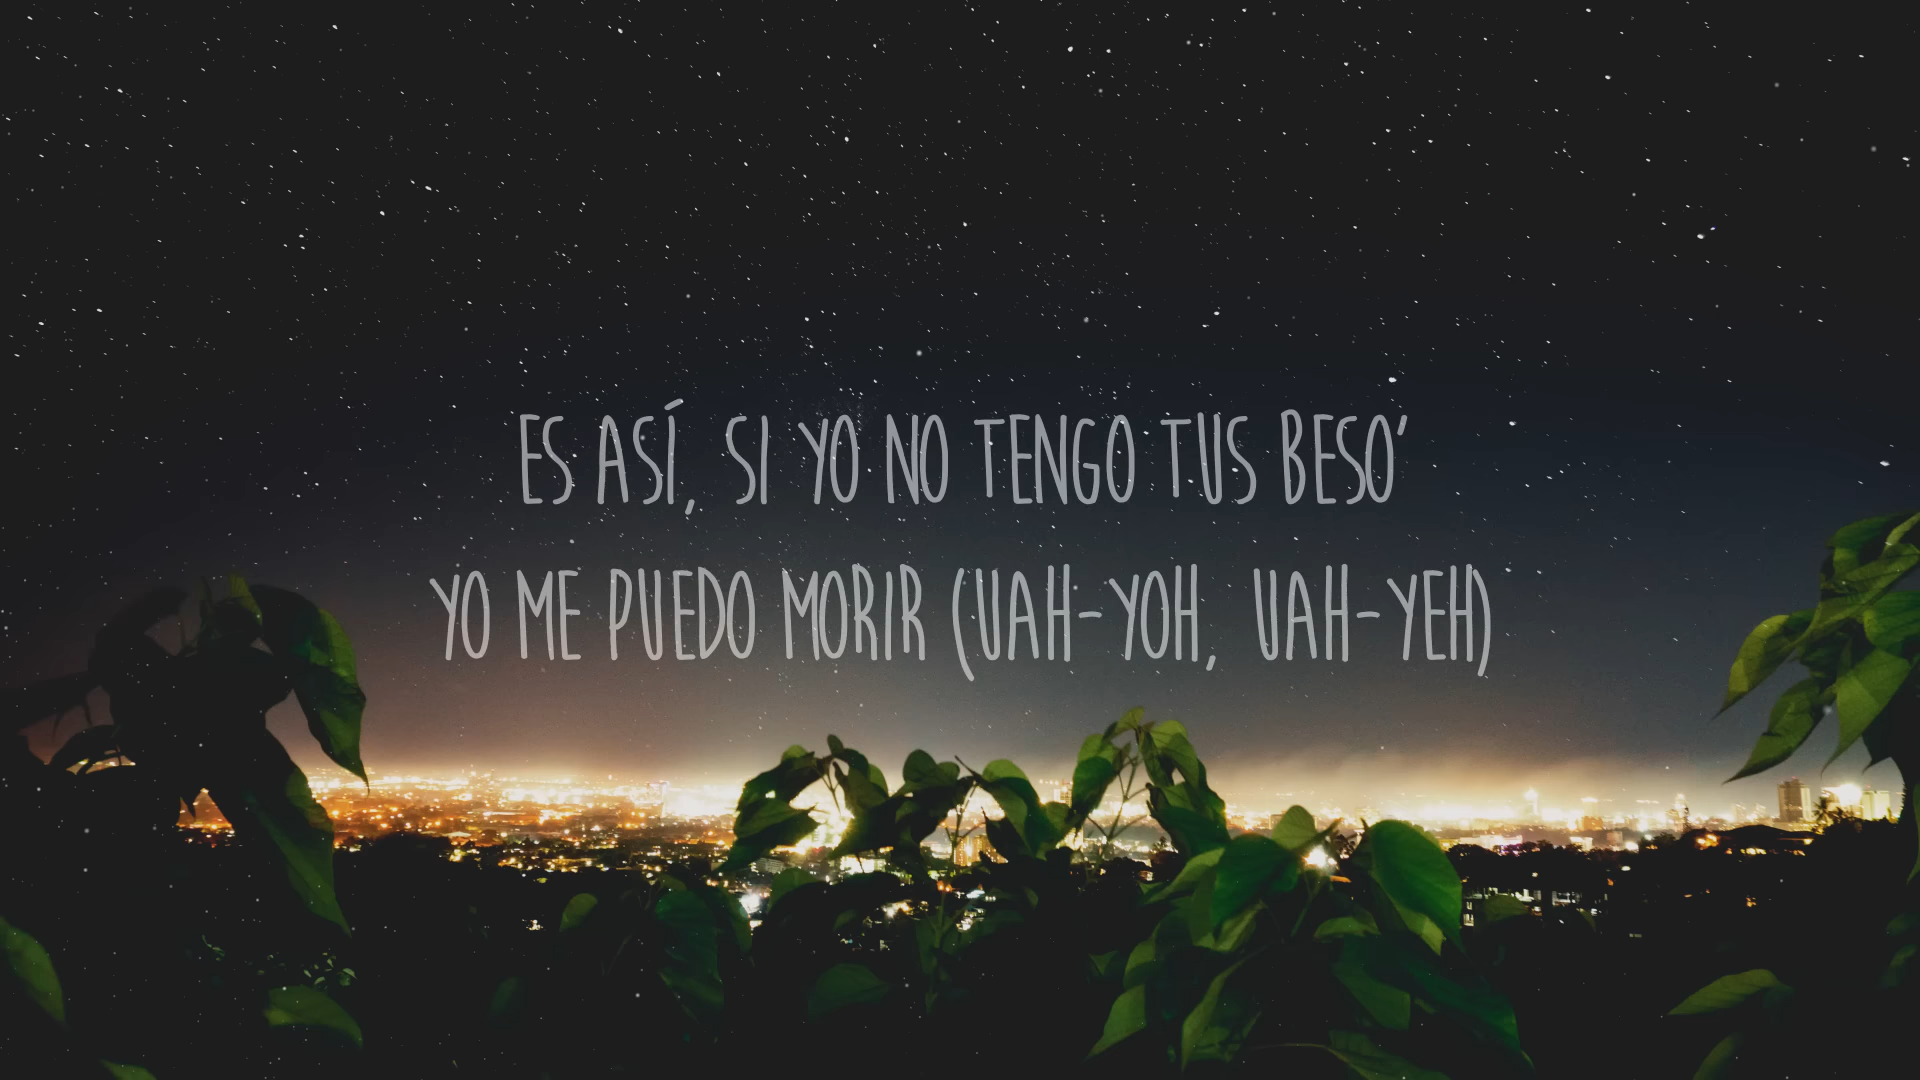 ES ASÍ, SI YO NO TENGO TUS BESO'
YO ME PUEDO MORIR (UAH-YOH, UAH-YEH)